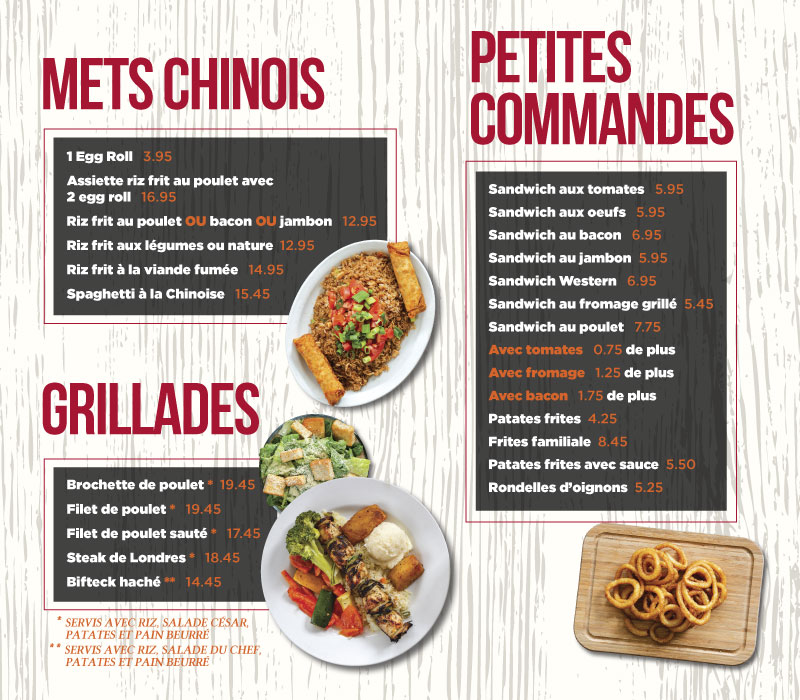 METS CHINOIS
1 Egg Roll 3.95
Assiette riz frit au poulet avec
2 egg roll 16.95
Riz frit au poulet OU bacon OU jambon 12.95
Riz frit aux légumes ou nature 12.95
Riz frit à la viande fumée 14.95
Spaghetti à la Chinoise 15.45
GRILLADES
Brochette de poulet * 19.45
Filet de poulet * 19.45
Filet de poulet sauté * 17.45
Steak de Londres * 18.45
Bifteck haché ** 14.45
* SERVIS AVEC RIZ, SALADE CÉSAR,
PATATES ET PAIN BEURRÉ
** SERVIS AVEC RIZ, SALADE DU CHEF,
PATATES ET PAIN BEURRÉ
PETITES
COMMANDES
Sandwich aux tomates 5.95
Sandwich aux oeufs 5.95
Sandwich au bacon 6.95
Sandwich au jambon 5.95
Sandwich Western 6.95
Sandwich au fromage grillé 5.45
Sandwich au poulet 7.75
Avec tomates 0.75 de plus
Avec fromage 1.25 de plus
Avec bacon 1.75 de plus
Patates frites 4.25
Frites familiale 8.45
Patates frites avec sauce 5.50
Rondelles d'oignons 5.25